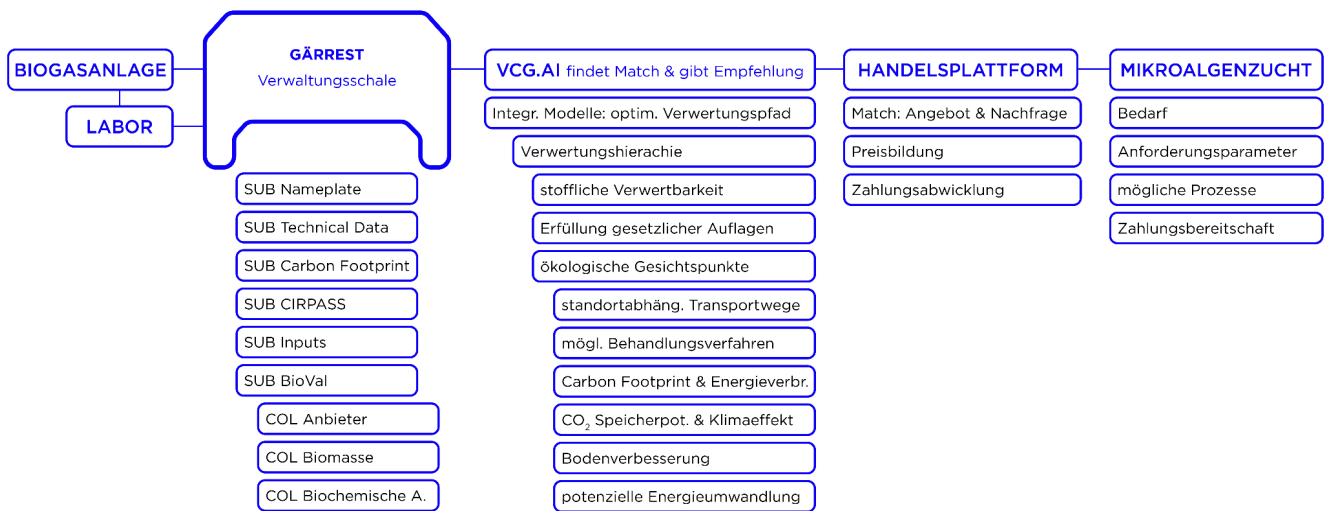 BIOGASANLAGE
LABOR
GÄRREST
Verwaltungsschale
SUB Nameplate
SUB Technical Data
SUB Carbon Footprint
SUB CIRPASS
SUB Inputs
SUB BioVal
COL Anbieter
COL Biomasse
COL Biochemische A.
VCG.AI findet Match & gibt Empfehlung
Integr. Modelle: optim. Verwertungspfad
Verwertungshierachie
stoffliche Verwertbarkeit
Erfüllung gesetzlicher Auflagen
ökologische Gesichtspunkte
standortabhäng. Transportwege
mögl. Behandlungsverfahren
Carbon Footprint & Energieverbr.
CO₂ Speicherpot. & Klimaeffekt
Bodenverbesserung
potenzielle Energieumwandlung
HANDELSPLATTFORM
Match: Angebot & Nachfrage
Preisbildung
Zahlungsabwicklung
MIKROALGENZUCHT
Bedarf
Anforderungsparameter
mögliche Prozesse
Zahlungsbereitschaft